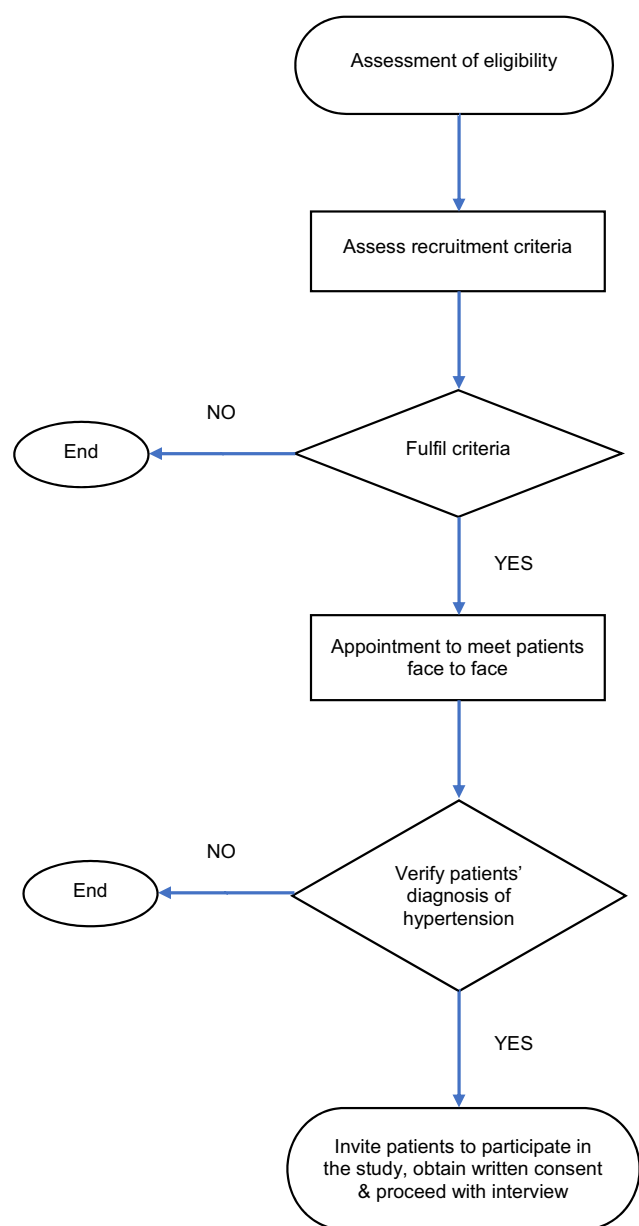 Assessment of eligibility
Assess recruitment criteria
NO
End
Fulfil criteria
YES
Appointment to meet patients
face to face
NO
End
Verify patients’
diagnosis of
hypertension
YES
Invite patients to participate in
the study, obtain written consent
& proceed with interview